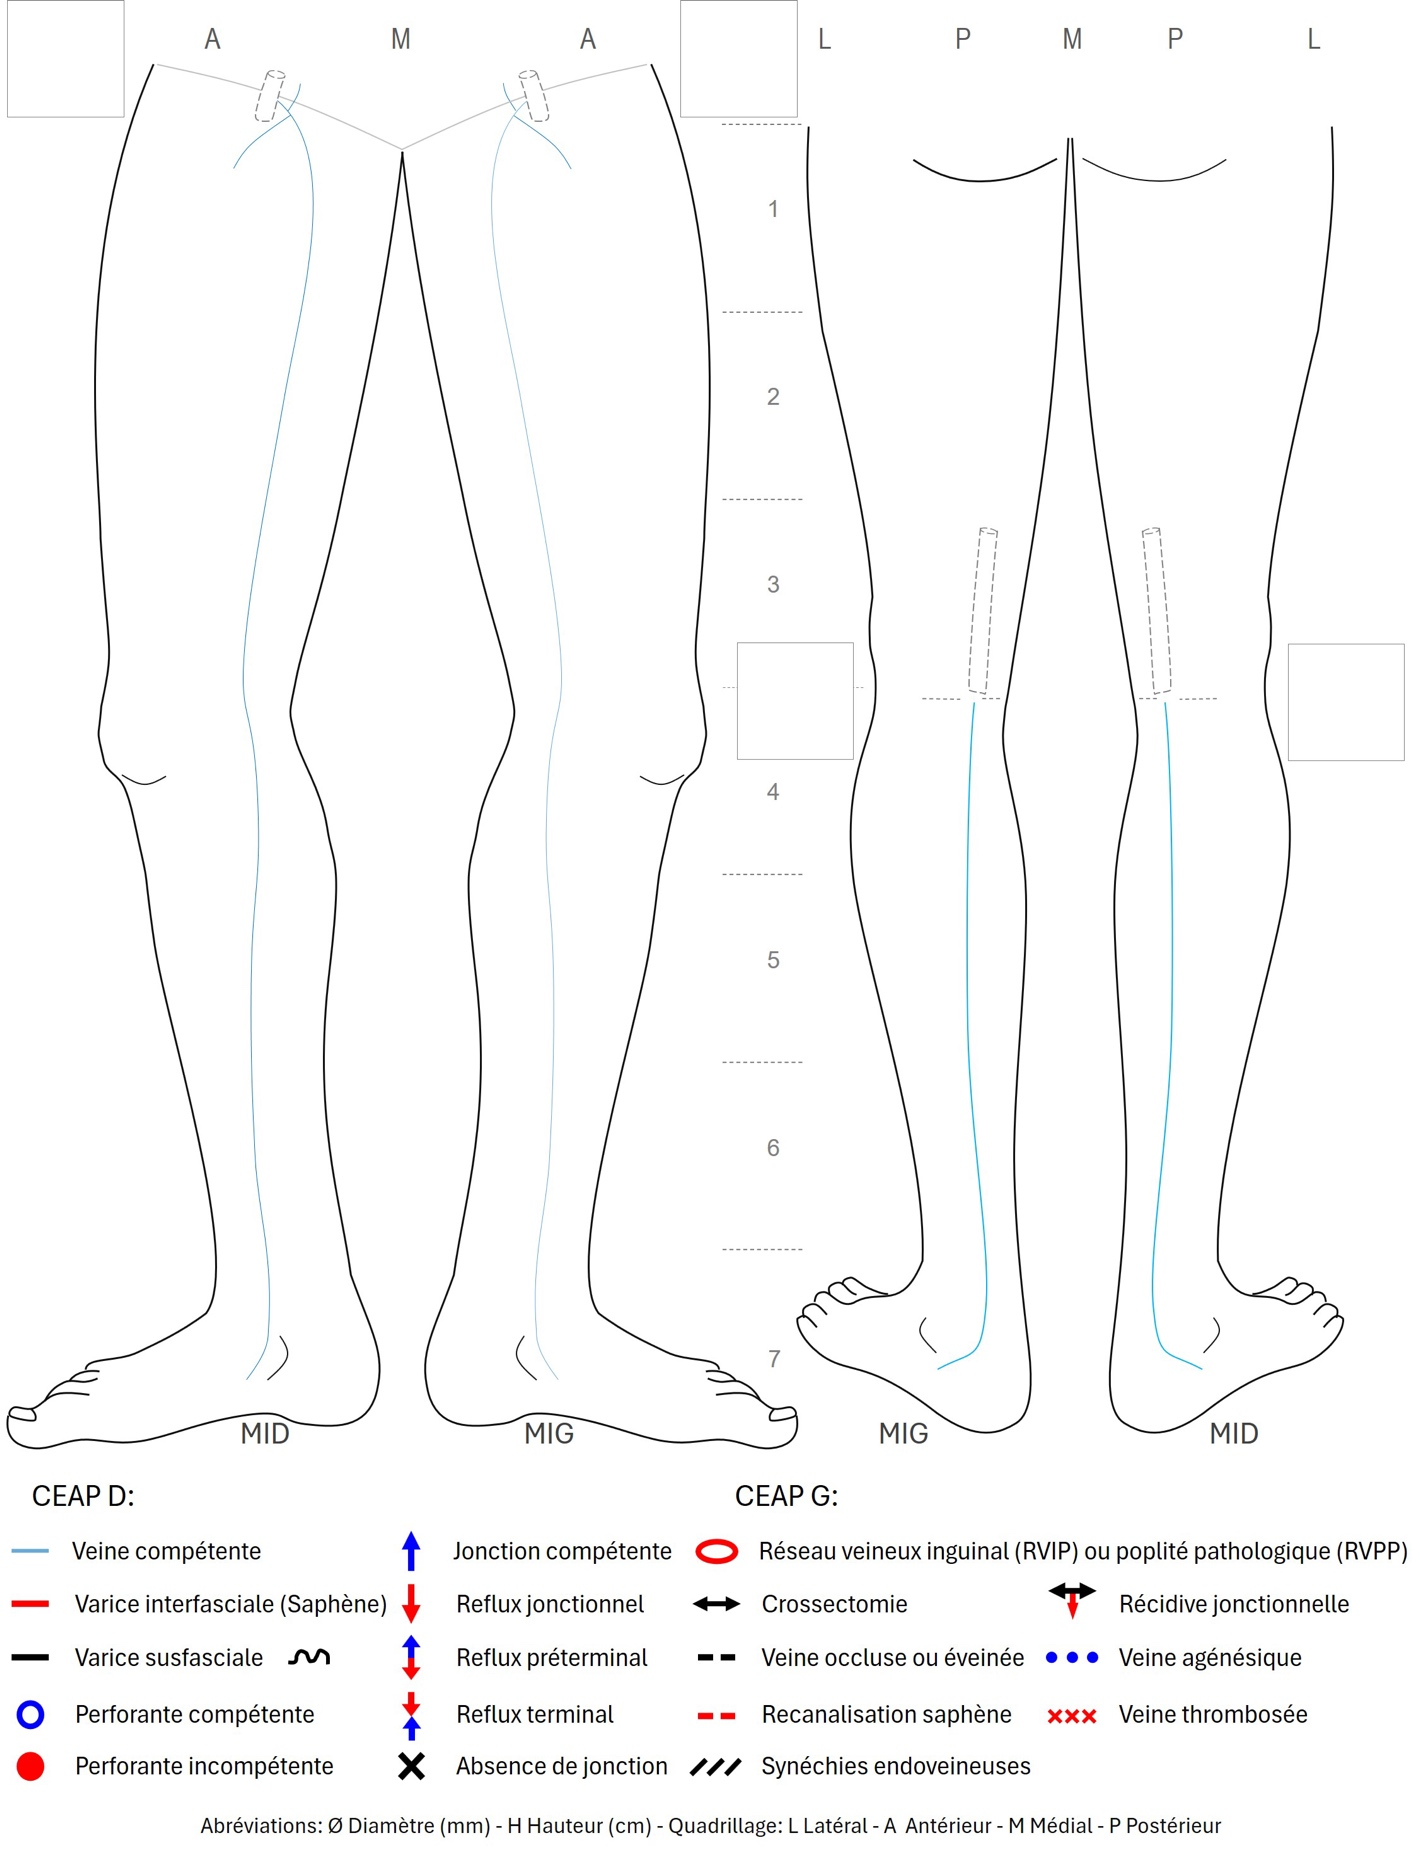 A M A L P M P L
1
2
3
4
5
6
7
MID MIG MIG MID
CEAP D: CEAP G:
Veine compétente Jonction compétente Réseau veineux inguinal (RVIP) ou poplité pathologique (RVPP)
Varice interfasciale (Saphène) Reflux jonctionnel Crossectomie Récidive jonctionnelle
Varice susfasciale Reflux préterminal Veine occluse ou éveinée Veine agénésique
Perforante compétente Reflux terminal Recanalisation saphène Veine thrombosée
Perforante incompétente Absence de jonction Synéchies endoveineuses
Abréviations: Ø Diamètre (mm) - H Hauteur (cm) - Quadrillage: L Latéral - A Antérieur - M Médial - P Postérieur